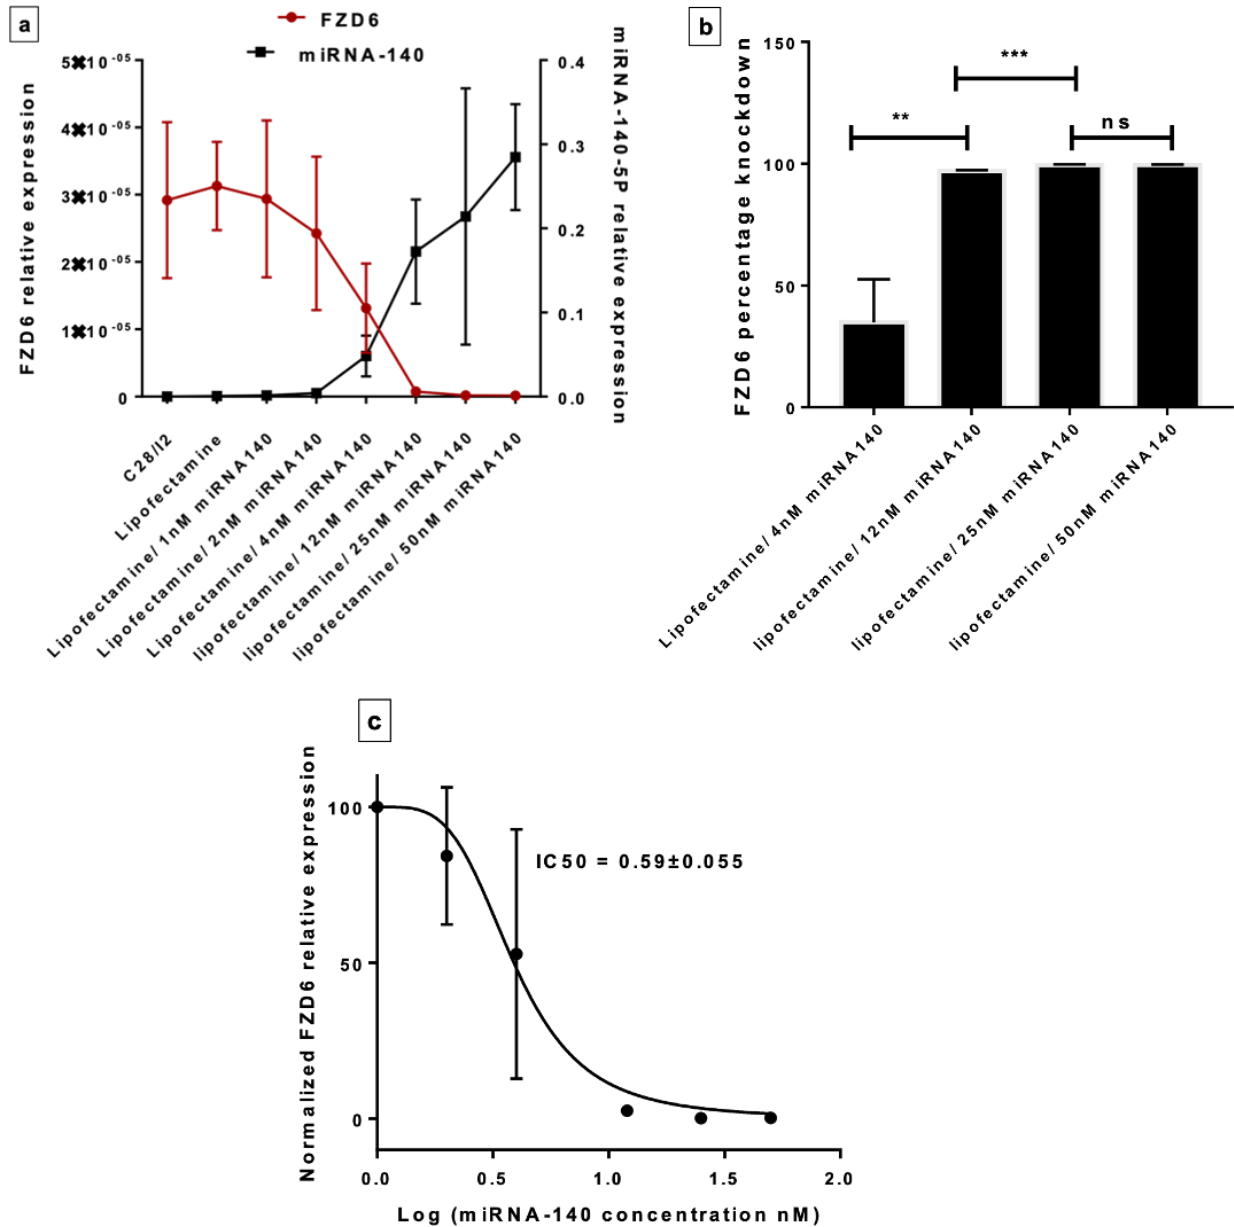 a
FZD6
miRNA-140
FZD6 relative expression
5✖10-05
4✖10-05
3✖10-05
2✖10-05
1✖10-05
0
miRNA-140-5P relative expression
0.4
0.3
0.2
0.1
0.0
C28/I2
Lipofectamine
Lipofectamine/ 1nM miRNA140
Lipofectamine/ 2nM miRNA140
Lipofectamine/ 4nM miRNA140
lipofectamine/ 12nM miRNA140
lipofectamine/ 25nM miRNA140
lipofectamine/ 50nM miRNA140
b
FZD6 percentage knockdown
150
100
50
0
**
***
ns
Lipofectamine/ 4nM miRNA140
lipofectamine/ 12nM miRNA140
lipofectamine/ 25nM miRNA140
lipofectamine/ 50nM miRNA140
c
Normalized FZD6 relative expression
100
50
0
IC50 = 0.59±0.055
0.0
0.5
1.0
1.5
2.0
Log (miRNA-140 concentration nM)